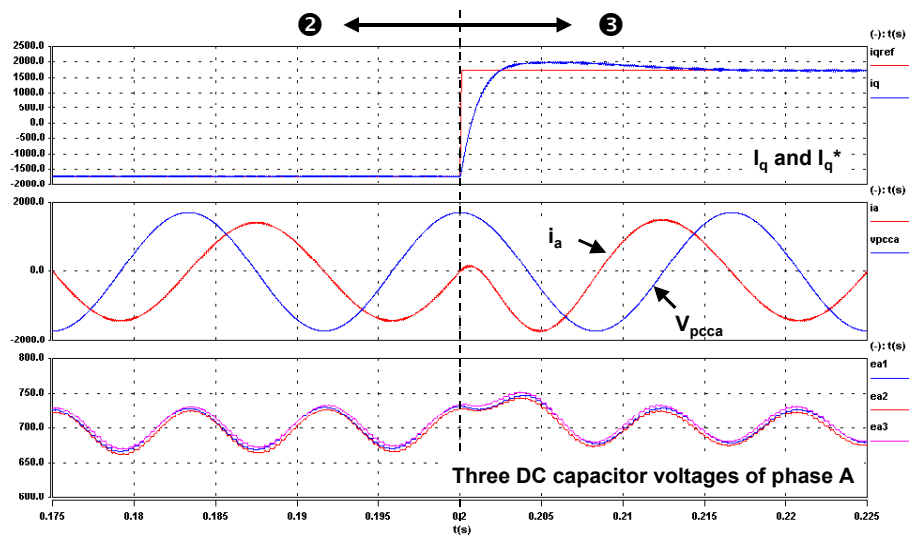 ❷ ❸
(-): t(s)
iqref
iq
2500.0
2000.0
1500.0
1000.0
500.0
0.0
-500.0
-1000.0
-1500.0
-2000.0
Iq and Iq*
(-): t(s)
ia
vpcca
2000.0
0.0
-2000.0
ia
Vpcca
(-): t(s)
ea1
ea2
ea3
800.0
750.0
700.0
650.0
600.0
Three DC capacitor voltages of phase A
0.175 0.18 0.185 0.19 0.195 0.2 0.205 0.21 0.215 0.22 0.225
t(s)